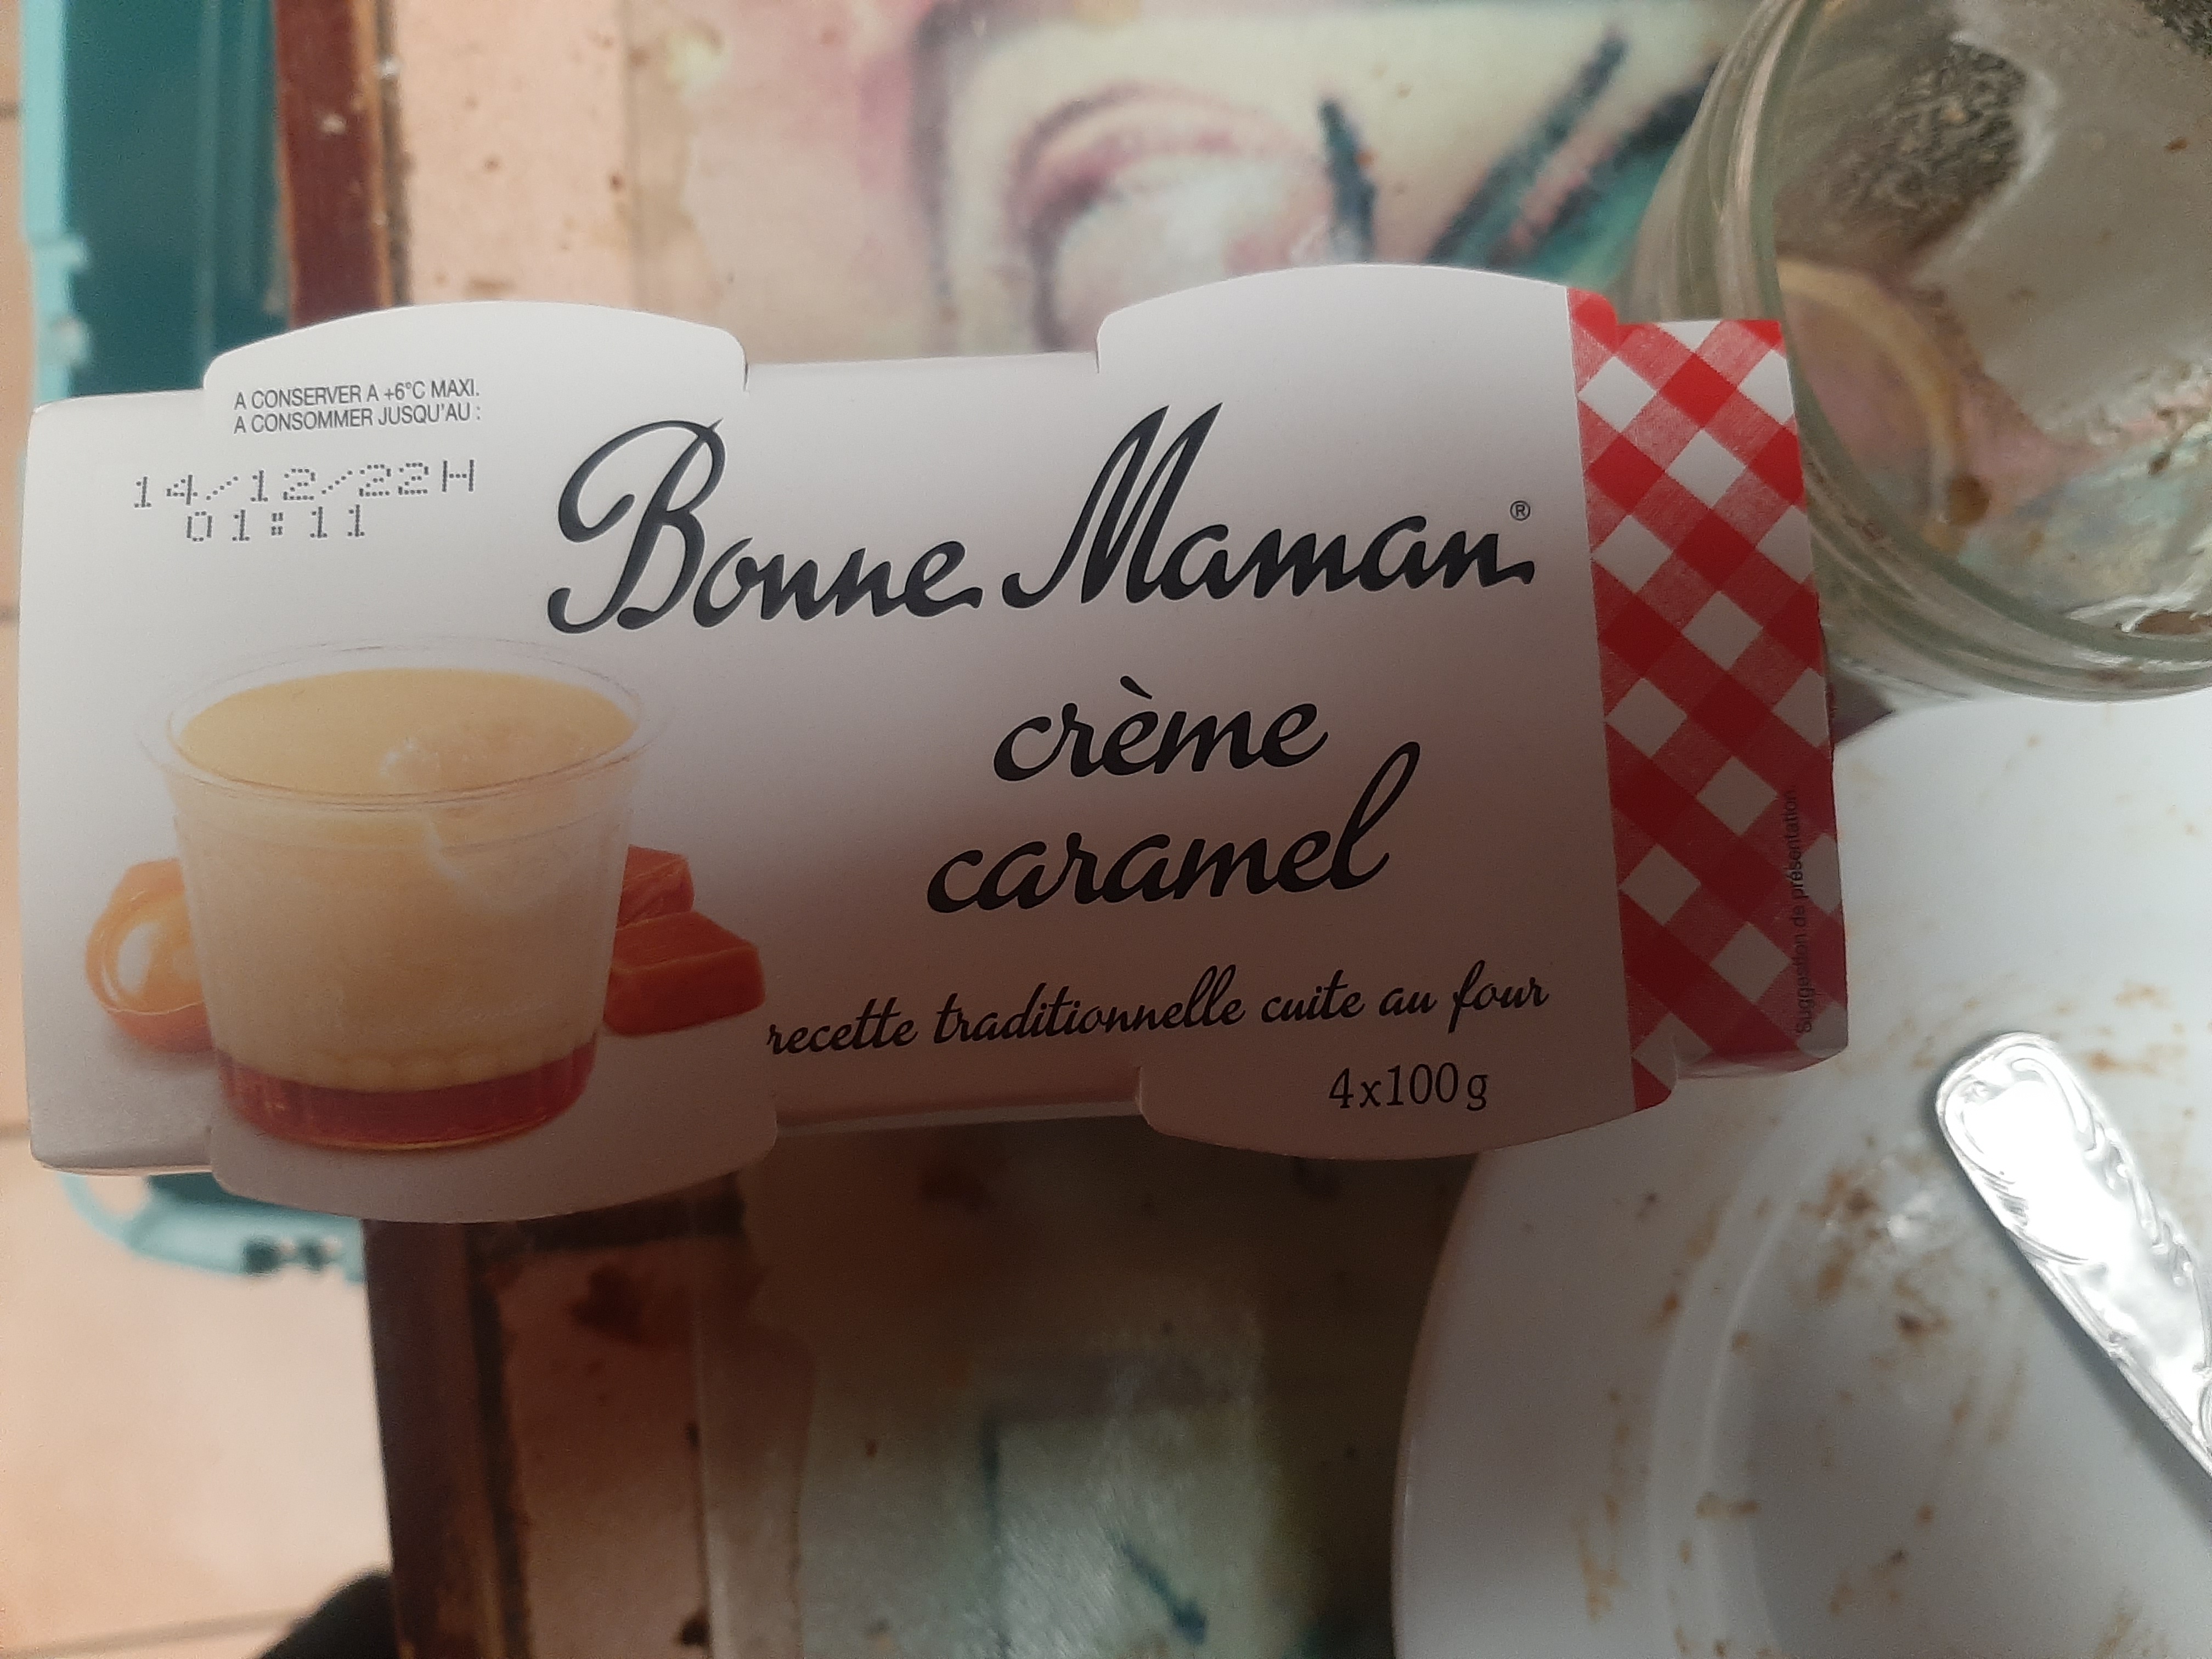 A CONSERVER A +6°C MAXI.
A CONSOMMER JUSQU'AU :
14/12/22H
01:11
Bonne Maman®
crème
caramel
recette traditionnelle cuite au four
4x100g
Suggestion de présentation